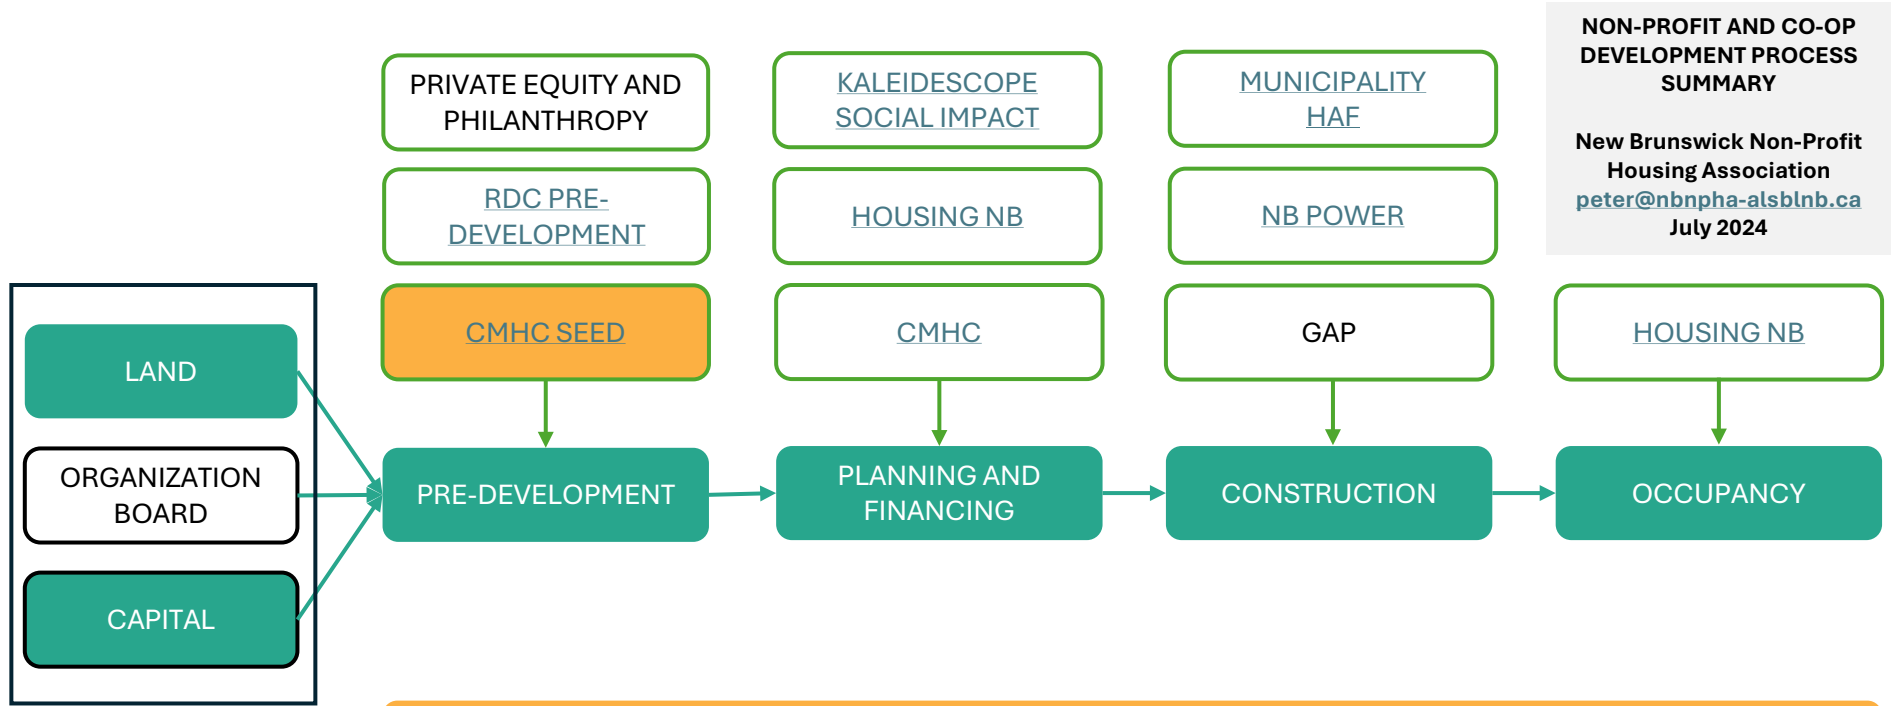 NON-PROFIT AND CO-OP
DEVELOPMENT PROCESS
SUMMARY
New Brunswick Non-Profit
Housing Association
peter@nbnpha-alsblnb.ca
July 2024
PRIVATE EQUITY AND
PHILANTHROPY
KALEIDESCOPE
SOCIAL IMPACT
MUNICIPALITY
HAF
RDC PRE-
DEVELOPMENT
HOUSING NB
NB POWER
CMHC SEED
CMHC
GAP
HOUSING NB
LAND
ORGANIZATION
BOARD
CAPITAL
PRE-DEVELOPMENT
PLANNING AND
FINANCING
CONSTRUCTION
OCCUPANCY